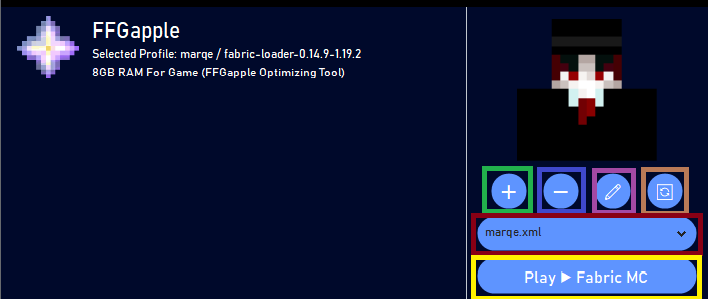 FFGapple
Selected Profile: marqe / fabric-loader-0.14.9-1.19.2
8GB RAM For Game (FFGapple Optimizing Tool)
marqe.xml
Play ▶ Fabric MC